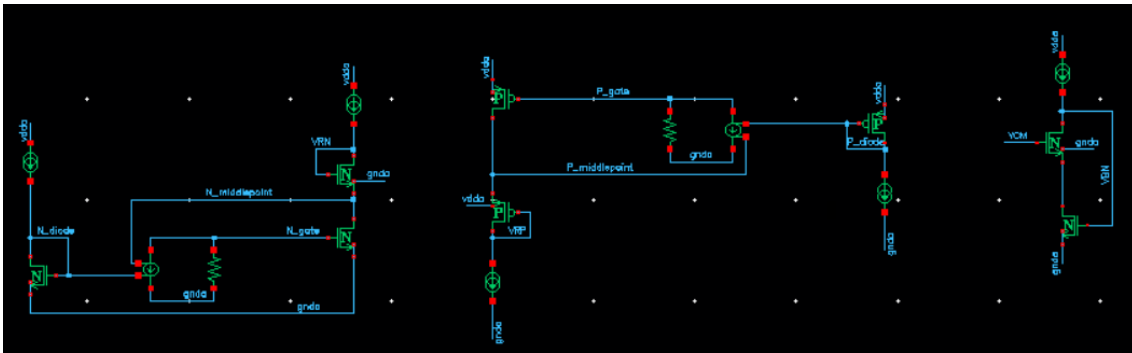 vdda
VRN
gnda
N_middlepoint
vdda
N_diode
N_gate
gnda
gnda
vdda
P_gate
vdda
gnda
P_diode
P_middlepoint
vdda
VRP
gnda
gnda
vdda
VCM
gnda
VBN
gnda
N
N
N
P
P
P
N
N